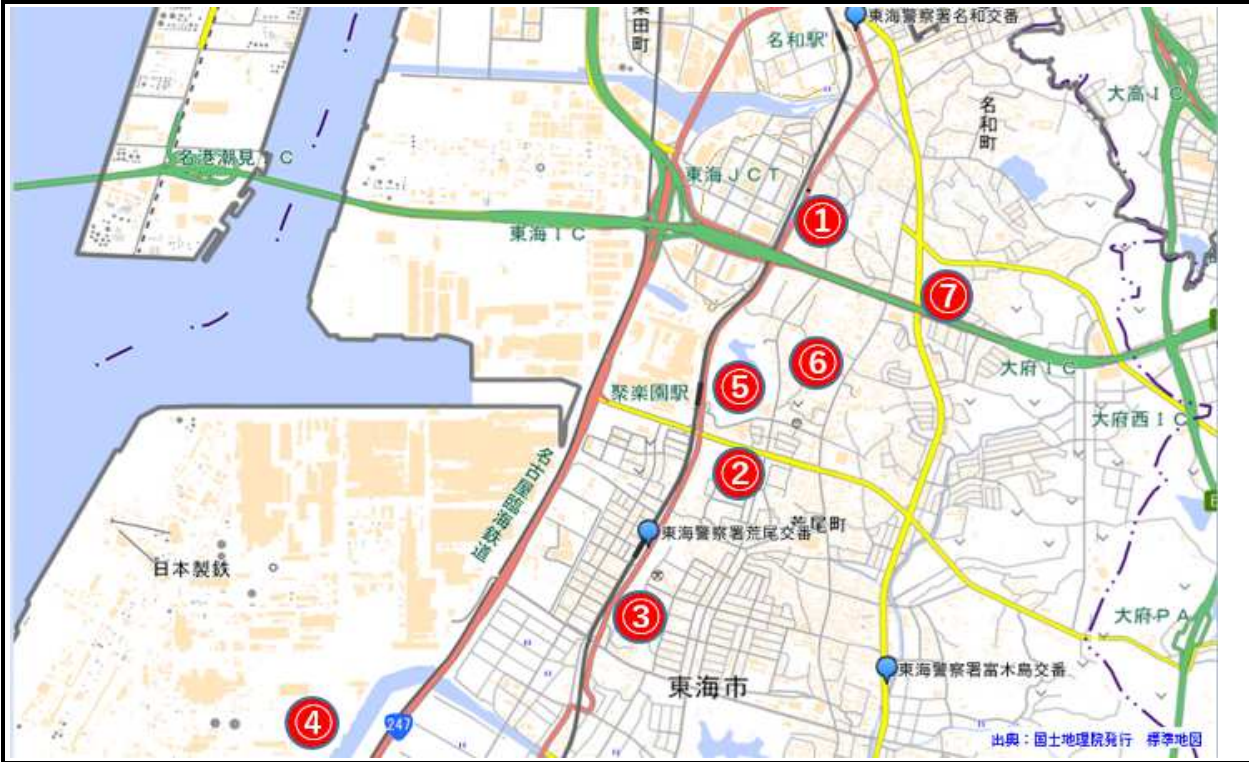 東海警察署名和交番
名和駅
柴田町
大高IC
名和町
名港潮見IC
東海JCT
①
東海IC
⑦
大府IC
⑥
⑤
聚楽園駅
大府西IC
②
名古屋臨海鉄道
荒尾町
東海警察署荒尾交番
日本製鉄
③
大府PA
東海警察署富木島交番
東海市
④
247
出典：国土地理院発行 標準地図